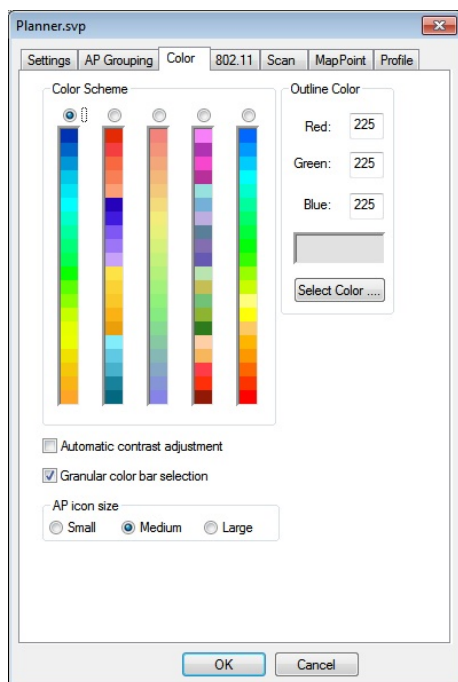 Planner.svp
Settings AP Grouping Color 802.11 Scan MapPoint Profile
Color Scheme
Outline Color
Red: 225
Green: 225
Blue: 225
Select Color ....
Automatic contrast adjustment
Granular color bar selection
AP icon size
Small Medium Large
OK Cancel